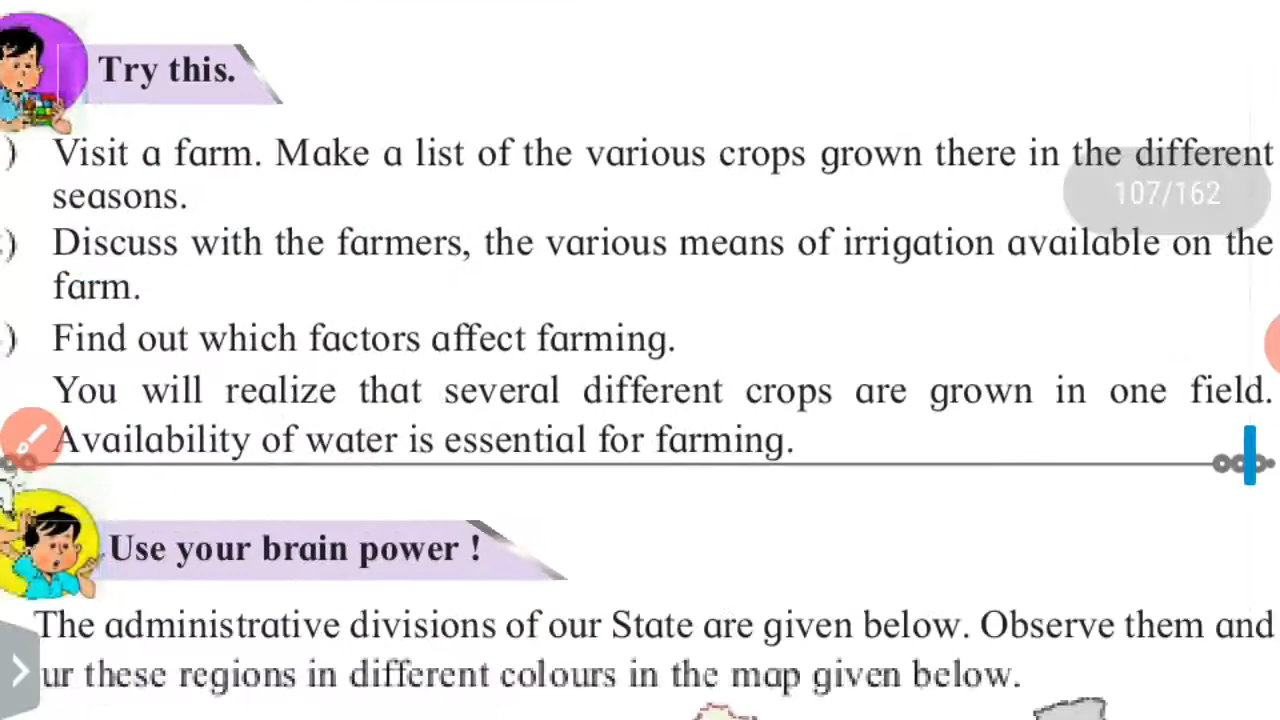 Try this.
) Visit a farm. Make a list of the various crops grown there in the different
107/162
seasons.
) Discuss with the farmers, the various means of irrigation available on the
farm.
) Find out which factors affect farming.
You will realize that several different crops are grown in one field.
Availability of water is essential for farming.
Use your brain power !
The administrative divisions of our State are given below. Observe them and
ur these regions in different colours in the map given below.